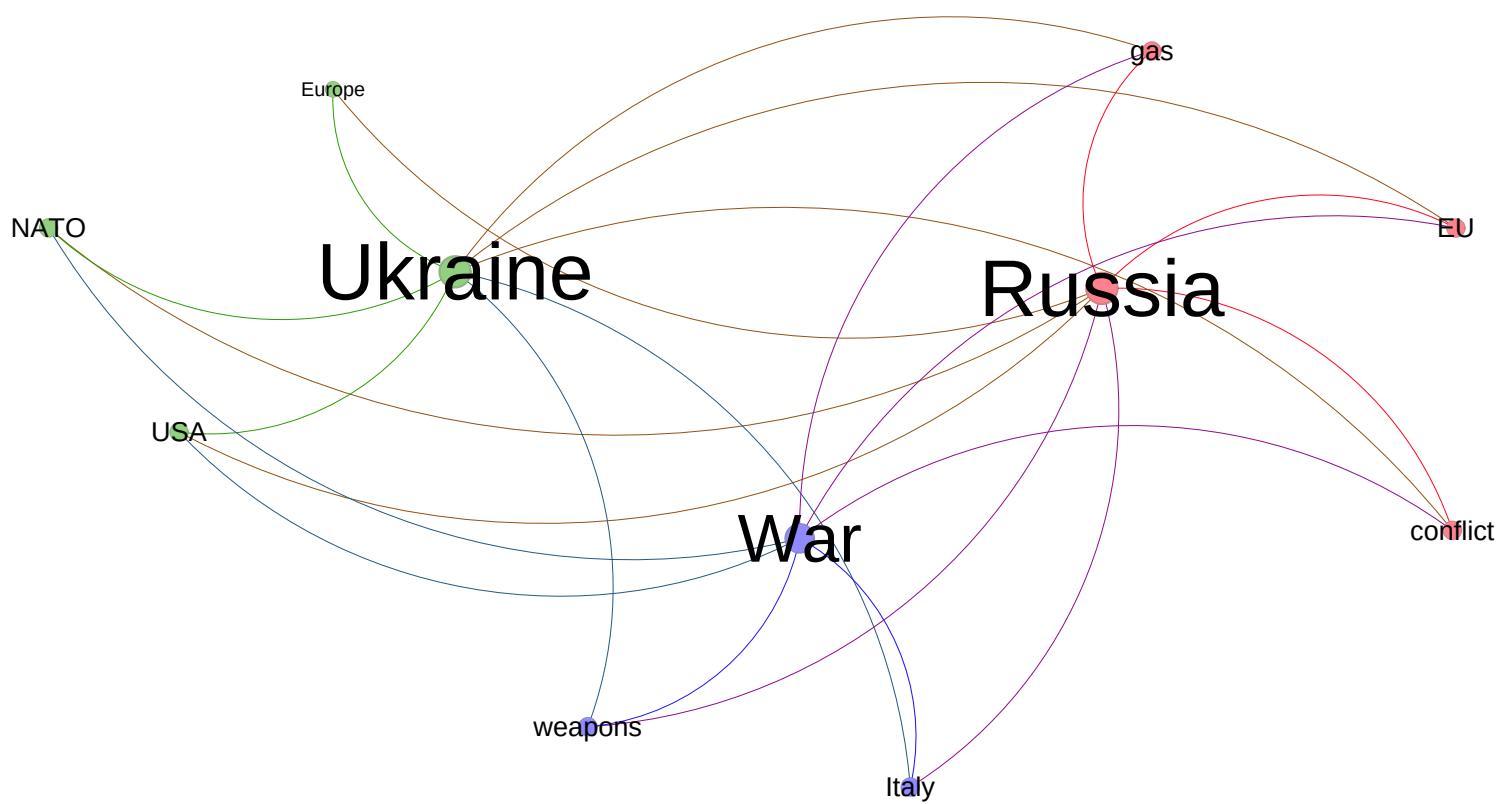 gas
Europe
NATO
EU
Ukraine
Russia
USA
War
conflict
weapons
Italy